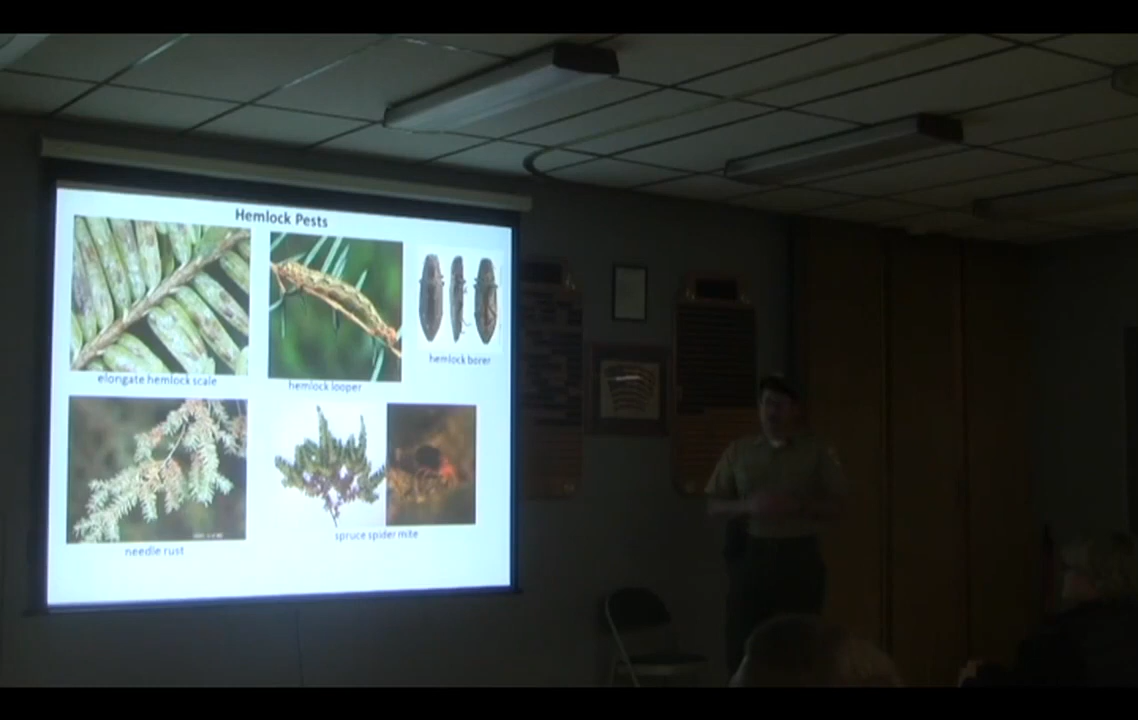 Hemlock Pests
elongate hemlock scale
hemlock looper
hemlock borer
needle rust
spruce spider mite